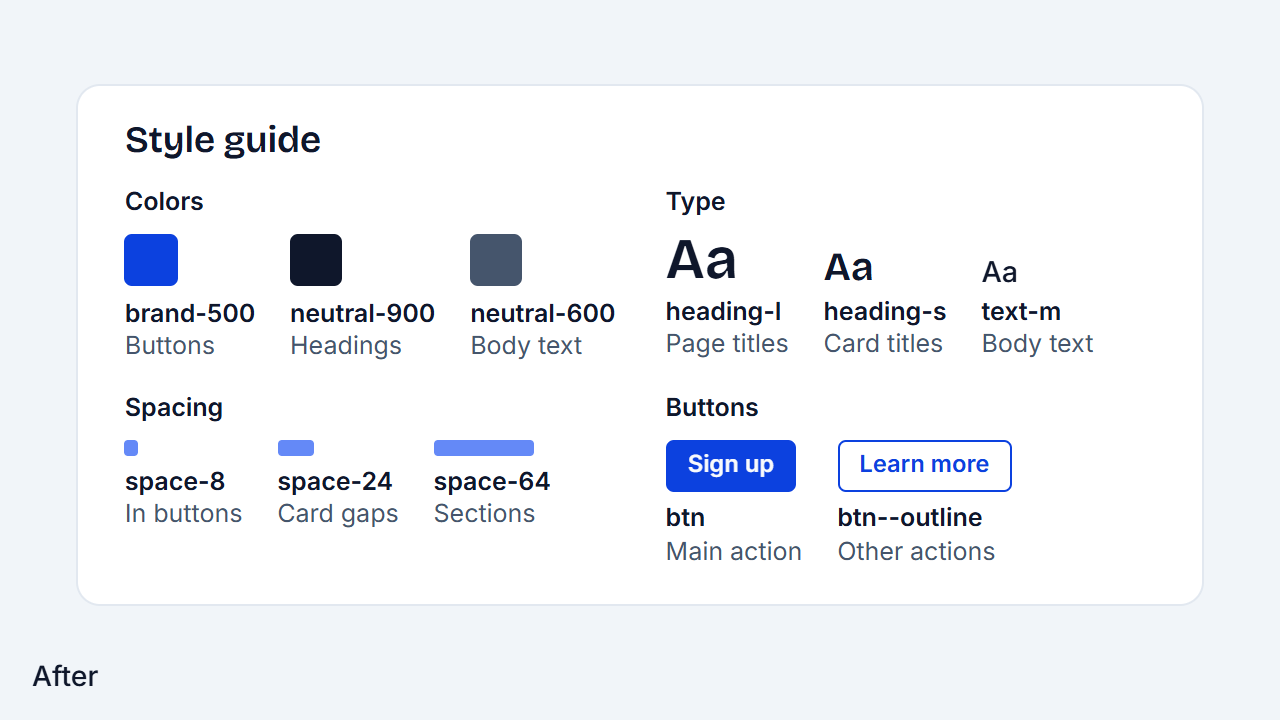 Style guide
Colors
brand-500
Buttons
neutral-900
Headings
neutral-600
Body text
Type
Aa
heading-l
Page titles
Aa
heading-s
Card titles
Aa
text-m
Body text
Spacing
space-8
In buttons
space-24
Card gaps
space-64
Sections
Buttons
Sign up
btn
Main action
Learn more
btn--outline
Other actions
After